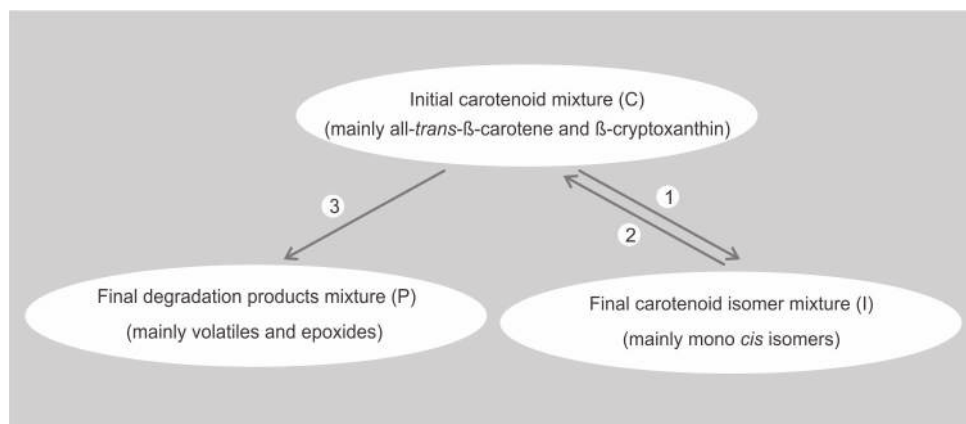 Initial carotenoid mixture (C)
(mainly all-trans-ß-carotene and ß-cryptoxanthin)
3
1
2
Final degradation products mixture (P)
(mainly volatiles and epoxides)
Final carotenoid isomer mixture (I)
(mainly mono cis isomers)